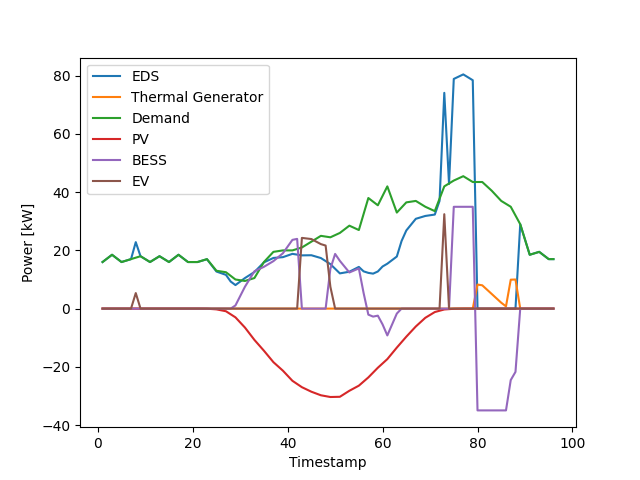 EDS
Thermal Generator
Demand
PV
BESS
EV
80
60
40
20
0
−20
−40
Power [kW]
0 20 40 60 80 100
Timestamp